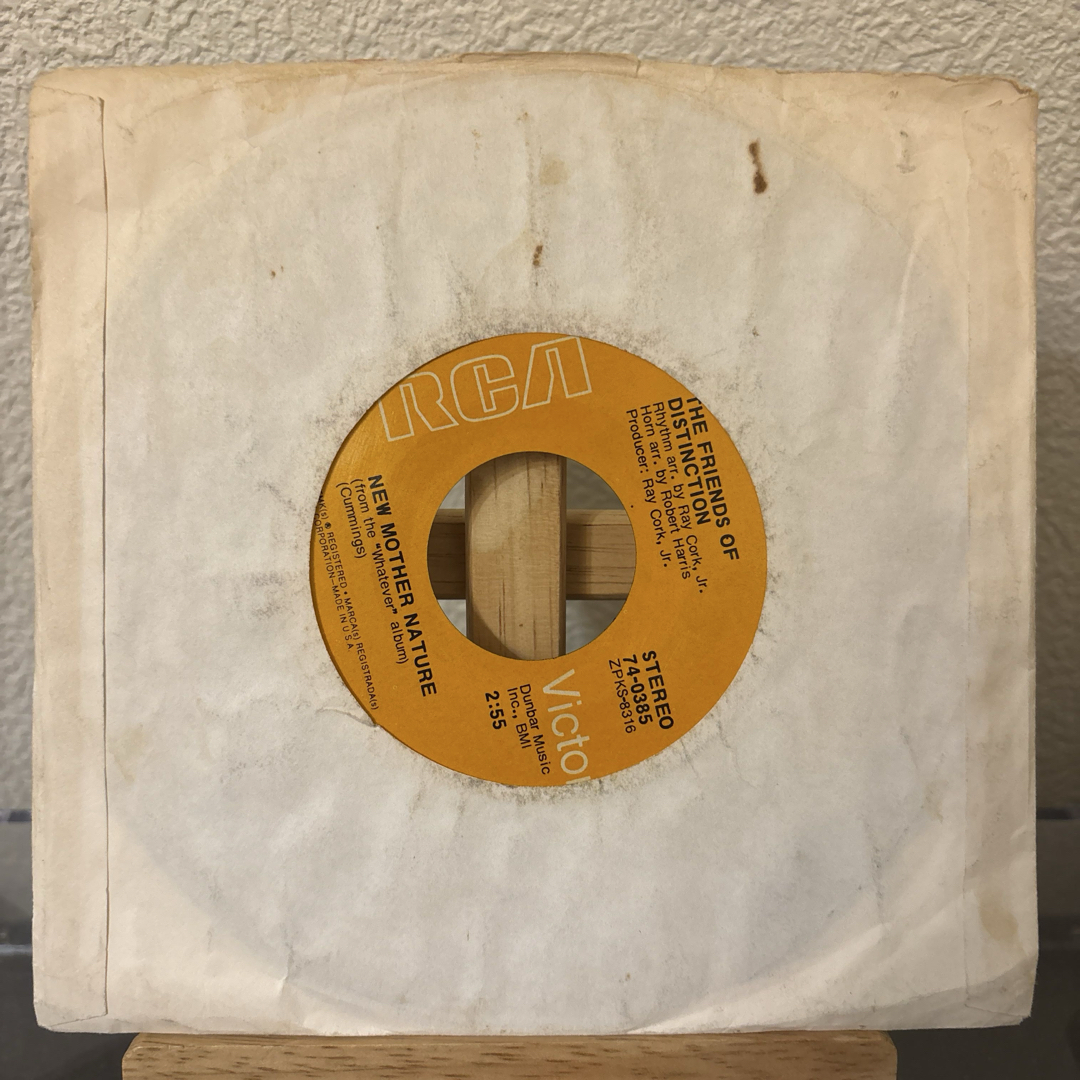 RCA
THE FRIENDS OF
DISTINCTION
Rhythm arr. by Ray Cork, Jr.
Horn arr. by Robert Harris
Producer: Ray Cork, Jr.
STEREO
74-0385
ZPKS-8316
Victor
Dunbar Music
Inc., BMI
2:55
NEW MOTHER NATURE
(from the "Whatever" album)
(Cummings)
REGISTERED • MARCA(s) REGISTRADA(s)
CORPORATION—MADE IN U.S.A.